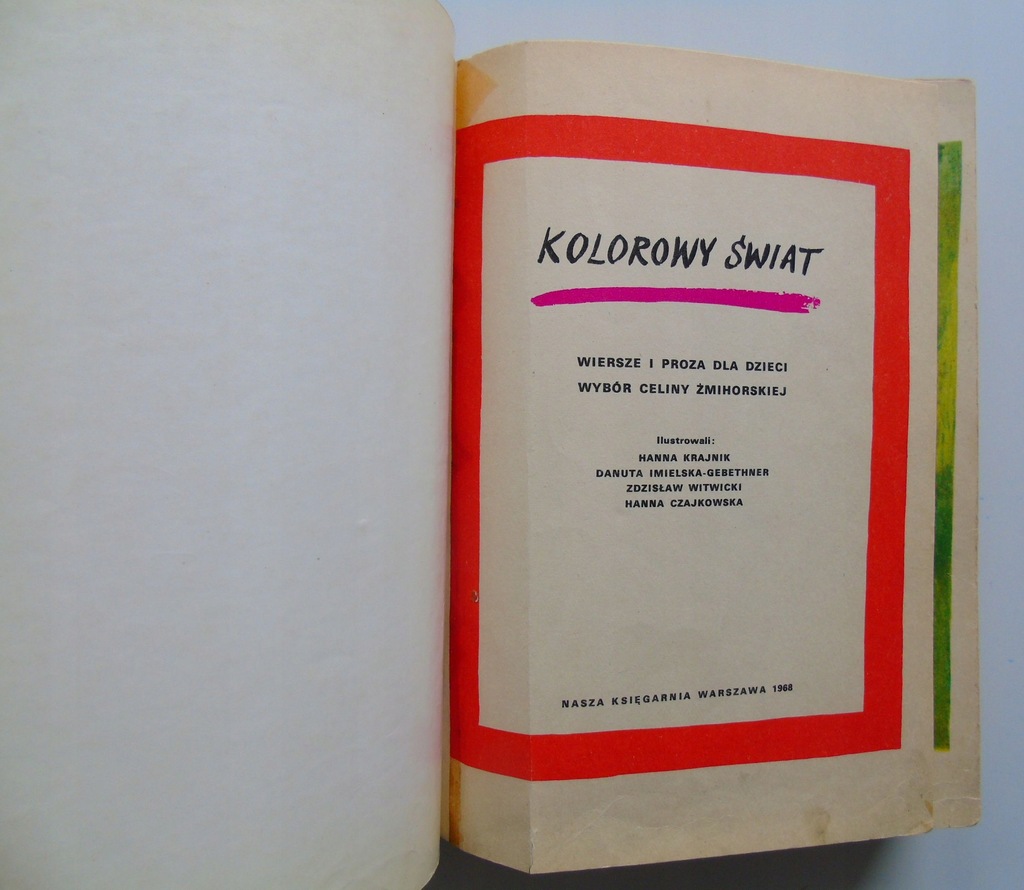 KOLOROWY ŚWIAT
WIERSZE I PROZA DLA DZIECI
WYBÓR CELINY ŻMIHORSKIEJ
Ilustrowali:
HANNA KRAJNIK
DANUTA IMIELSKA-GEBETHNER
ZDZISŁAW WITWICKI
HANNA CZAJKOWSKA
NASZA KSIĘGARNIA WARSZAWA 1968